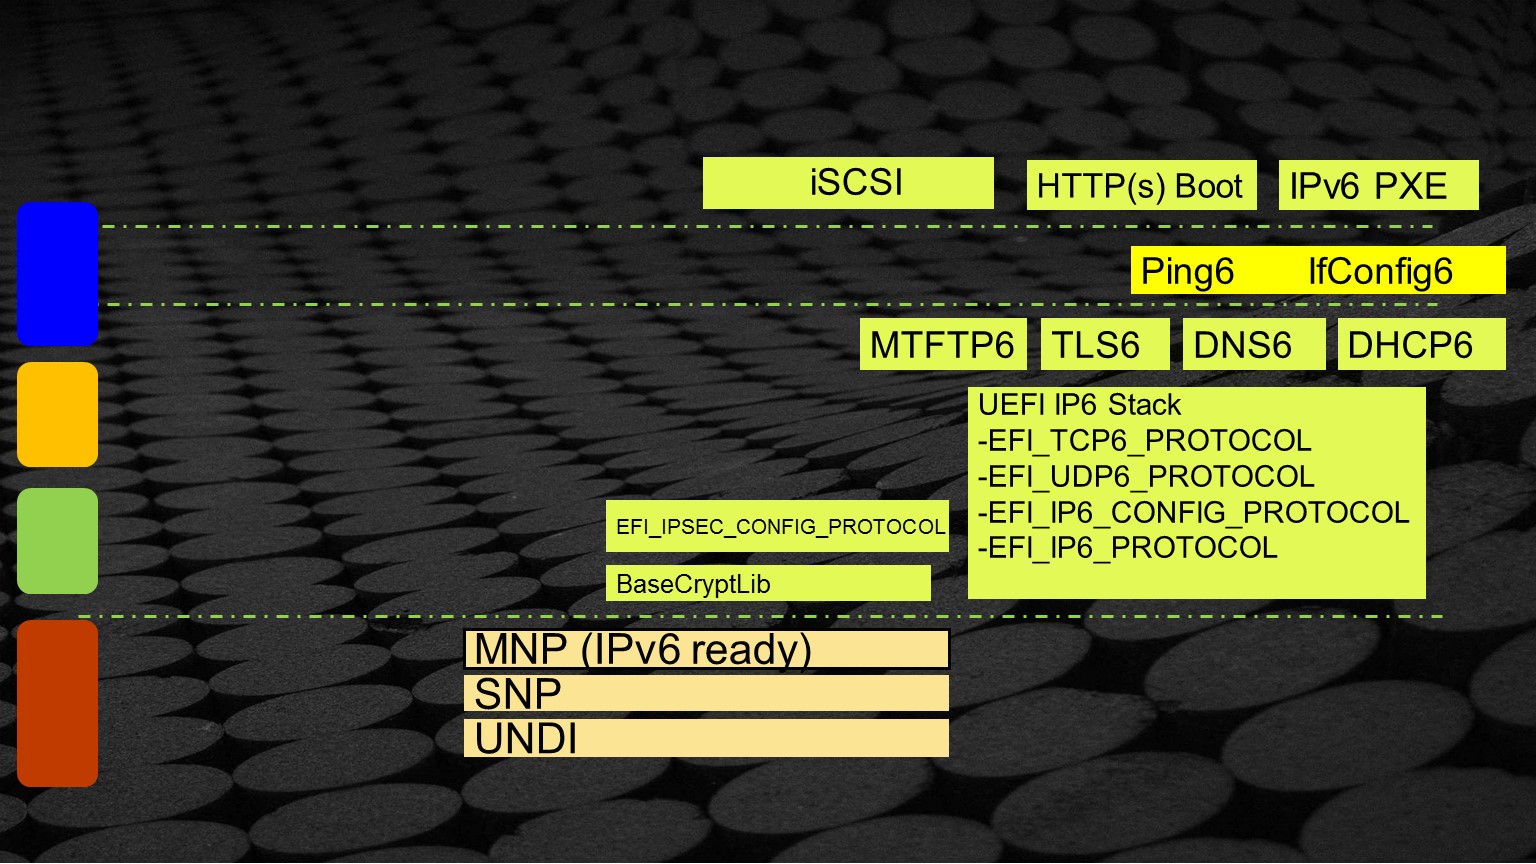 iSCSI
HTTP(s) Boot
IPv6 PXE
Ping6 IfConfig6
MTFTP6
TLS6
DNS6
DHCP6
UEFI IP6 Stack
-EFI_TCP6_PROTOCOL
-EFI_UDP6_PROTOCOL
-EFI_IP6_CONFIG_PROTOCOL
-EFI_IP6_PROTOCOL
EFI_IPSEC_CONFIG_PROTOCOL
BaseCryptLib
MNP (IPv6 ready)
SNP
UNDI